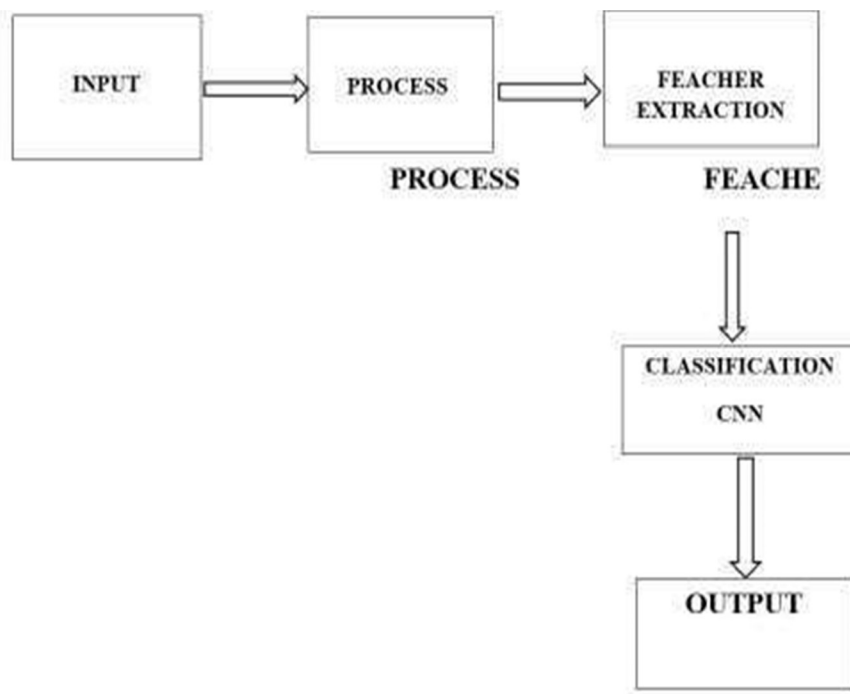 INPUT
PROCESS
FEACHER
EXTRACTION
PROCESS
FEACHE
CLASSIFICATION
CNN
OUTPUT